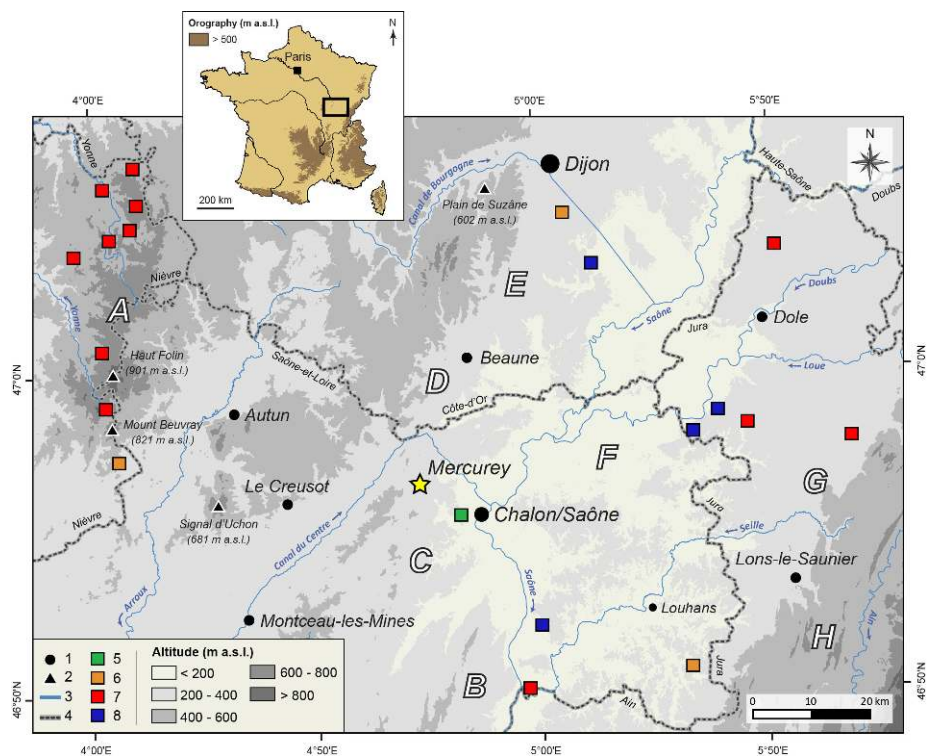 Orography (m a.s.l.)
> 500
N
Paris
200 km
4°00'E
5°00'E
5°50'E
N
Yonne
Nièvre
Yonne
A
Haut Folin
(901 m a.s.l.)
Mount Beuvray
(821 m a.s.l.)
Nièvre
Saône-et-Loire
Autun
Le Creusot
Signal d'Uchon
(681 m a.s.l.)
Arroux
Canal du Centre
Montceau-les-Mines
Canal de Bourgogne
Dijon
Plain de Suzâne
(602 m a.s.l.)
E
Saône
Beaune
D
Côte-d'Or
Mercurey
Chalon/Saône
C
F
Saône
B
Ain
Louhans
Seille
Jura
Jura
Jura
Haute-Saône
Doubs
Doubs
Dole
Loue
G
Lons-le-Saunier
H
Ain
47°0'N
47°0'N
46°50'N
46°50'N
1
2
3
4
5
6
7
8
Altitude (m a.s.l.)
< 200
200 - 400
400 - 600
600 - 800
> 800
0 10 20 km
4°00'E
4°50'E
5°00'E
5°50'E